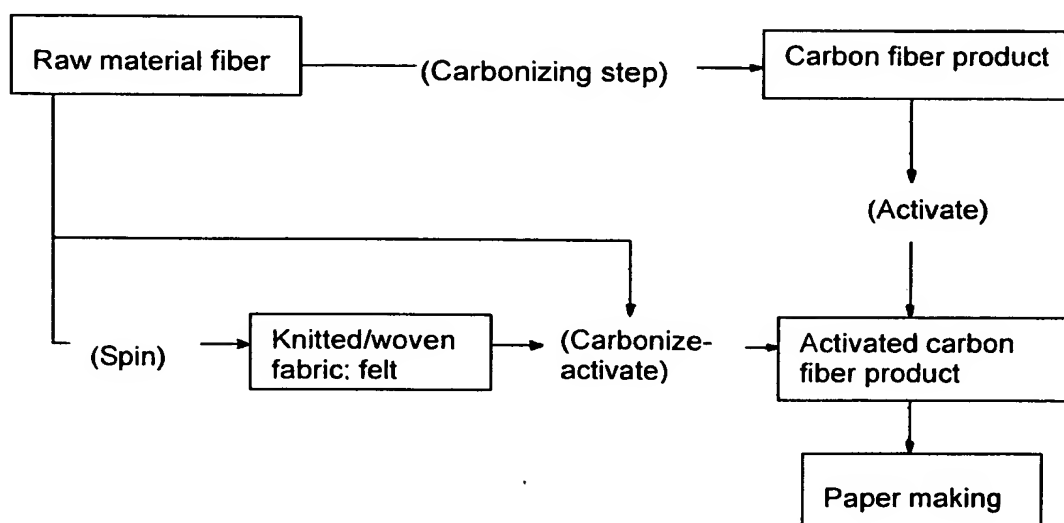 Raw material fiber
(Carbonizing step)
Carbon fiber product
(Activate)
(Spin)
Knitted/woven
fabric: felt
(Carbonize-
activate)
Activated carbon
fiber product
Paper making